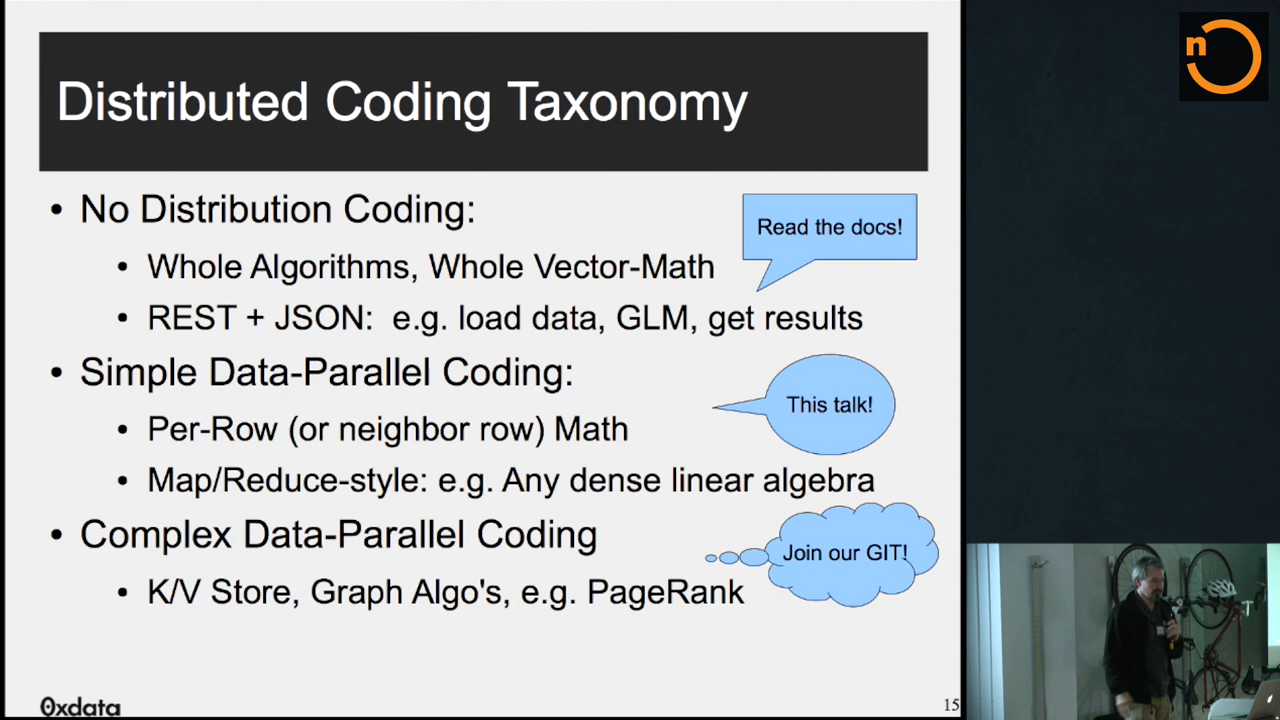 n
Distributed Coding Taxonomy
• No Distribution Coding:
Read the docs!
• Whole Algorithms, Whole Vector-Math
• REST + JSON: e.g. load data, GLM, get results
• Simple Data-Parallel Coding:
This talk!
• Per-Row (or neighbor row) Math
• Map/Reduce-style: e.g. Any dense linear algebra
• Complex Data-Parallel Coding
Join our GIT!
• K/V Store, Graph Algo's, e.g. PageRank
0xdata
15